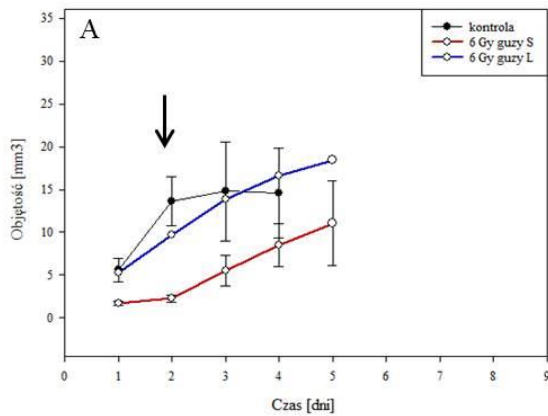 A
kontrola
6 Gy guzy S
6 Gy guzy L
Objętość [mm3]
35
30
25
20
15
10
5
0
0 1 2 3 4 5 6 7 8 9
Czas [dni]